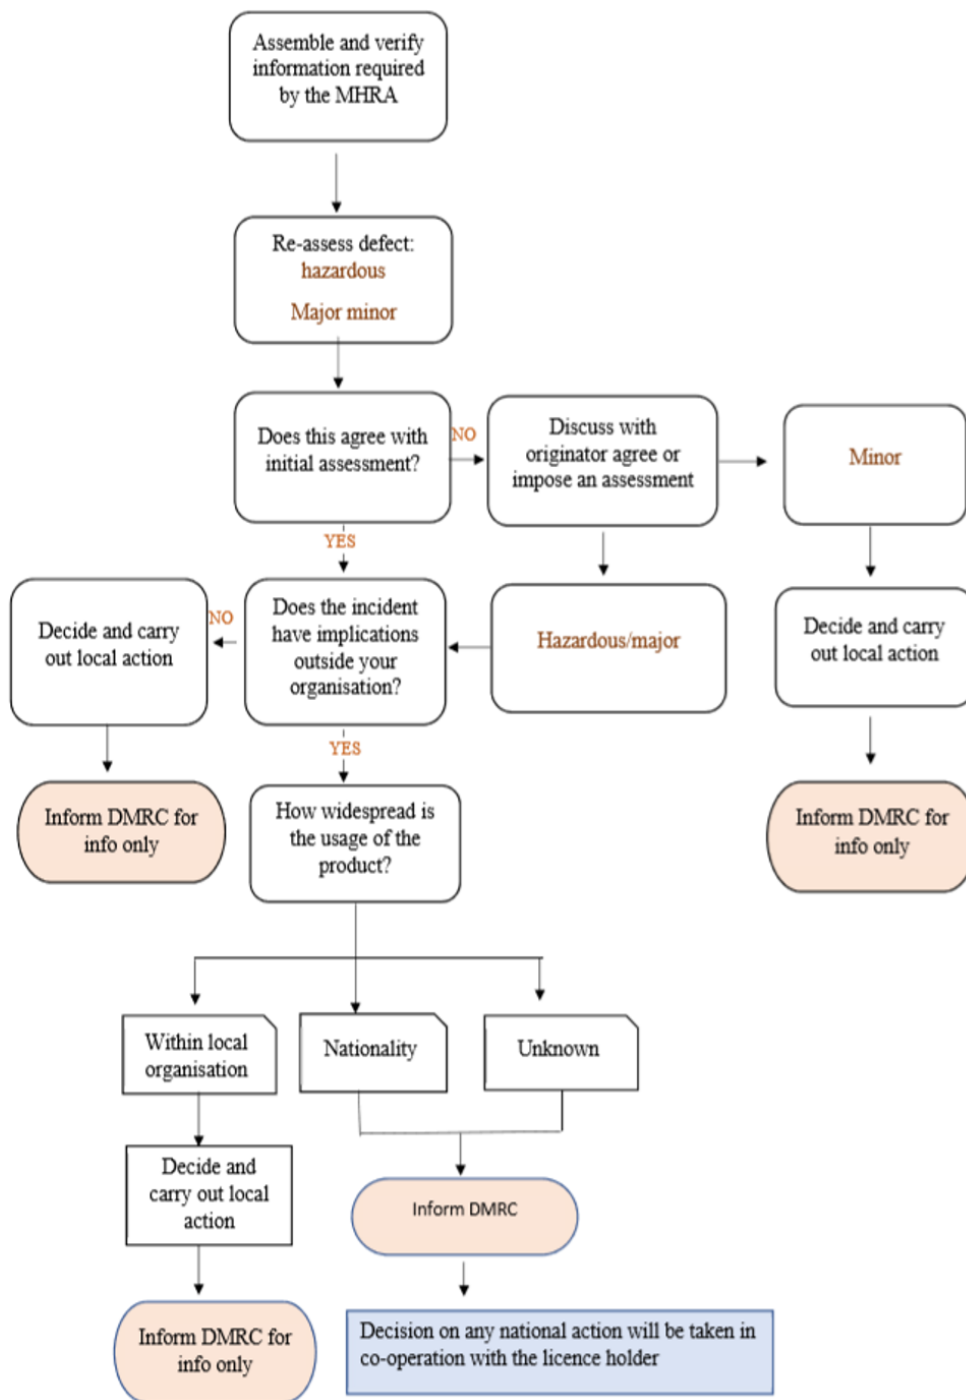 Assemble and verify
information required
by the MHRA
Re-assess defect:
hazardous
Major minor
Does this agree with
initial assessment?
NO
Discuss with
originator agree or
impose an assessment
Minor
YES
Decide and carry
out local action
NO
Does the incident
have implications
outside your
organisation?
Hazardous/major
Decide and carry
out local action
YES
Inform DMRC for
info only
How widespread is
the usage of the
product?
Inform DMRC for
info only
Within local
organisation
Nationality
Unknown
Decide and
carry out local
action
Inform DMRC
Inform DMRC for
info only
Decision on any national action will be taken in
co-operation with the licence holder